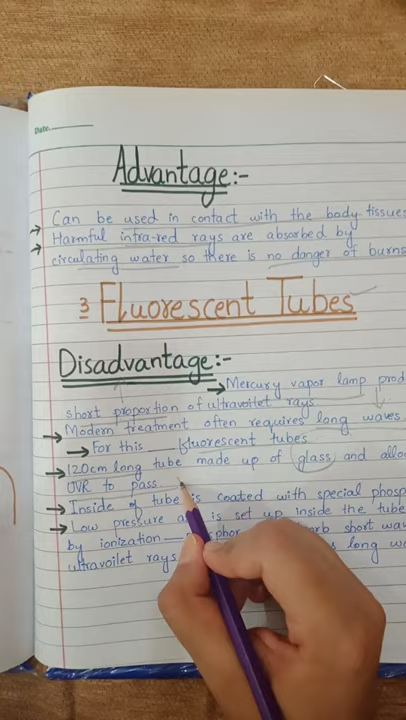 Date.
Advantage:-
→ Can be used in contact with the body tissues
→ Harmful infra-red rays are absorbed by
circulating water so there is no danger of burns
3 Fluorescent Tubes
Disadvantage:-
→ Mercury vapor lamp prod
short proportion of ultravoilet rays
→ Modern treatment often requires long waves
→ For this fluorescent tubes
→ 120cm long tube made up of glass and allo
UVR to pass
→ Inside of tube is coated with special phosp
→ Low pressure is set up inside the tube
by ionization short wav
ultravoilet rays long wa